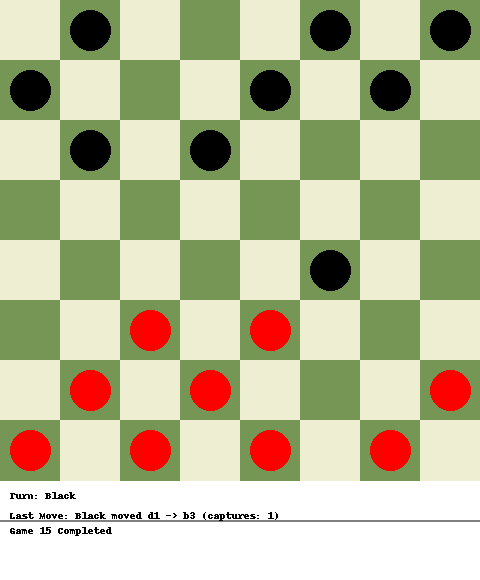 Turn: Black
Last Move: Black moved d1 -> b3 (captures: 1)
Game 15 Completed